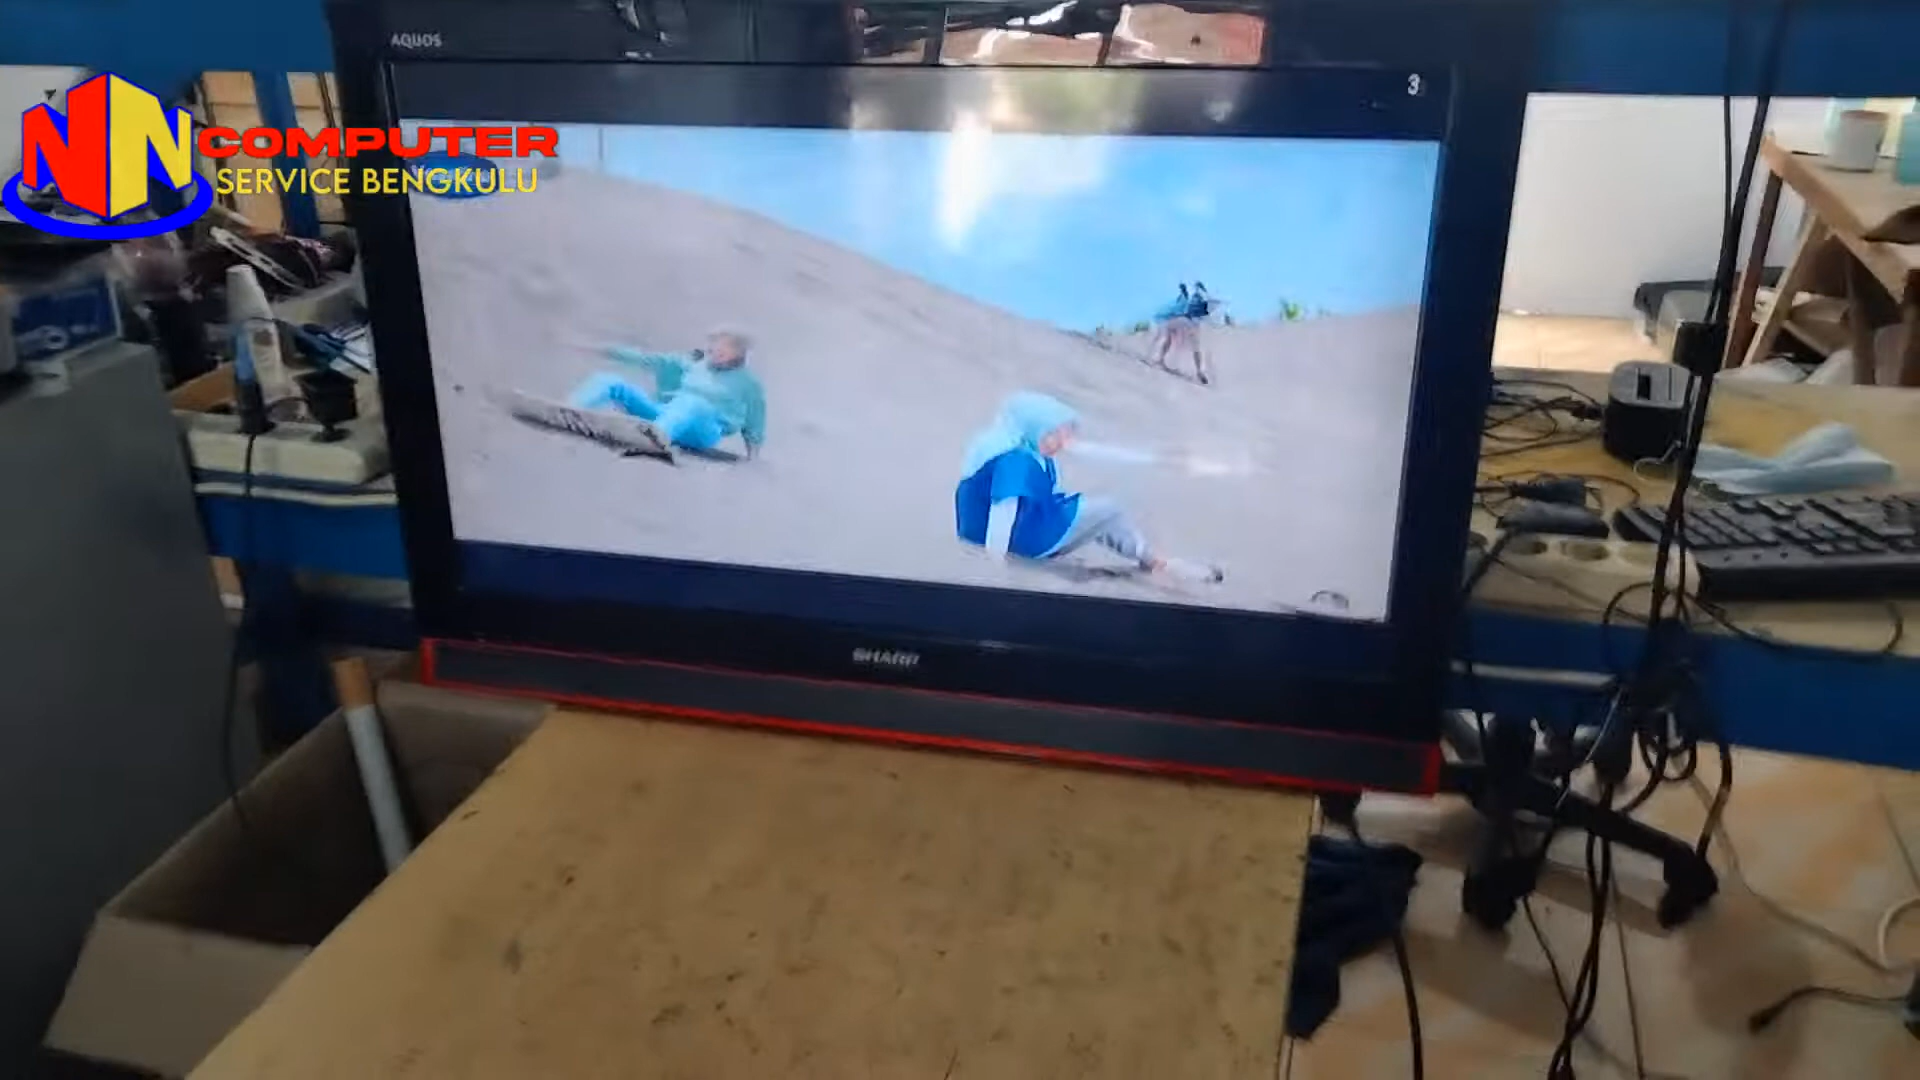 AQUOS
3
NN
COMPUTER
SERVICE BENGKULU
SHARP